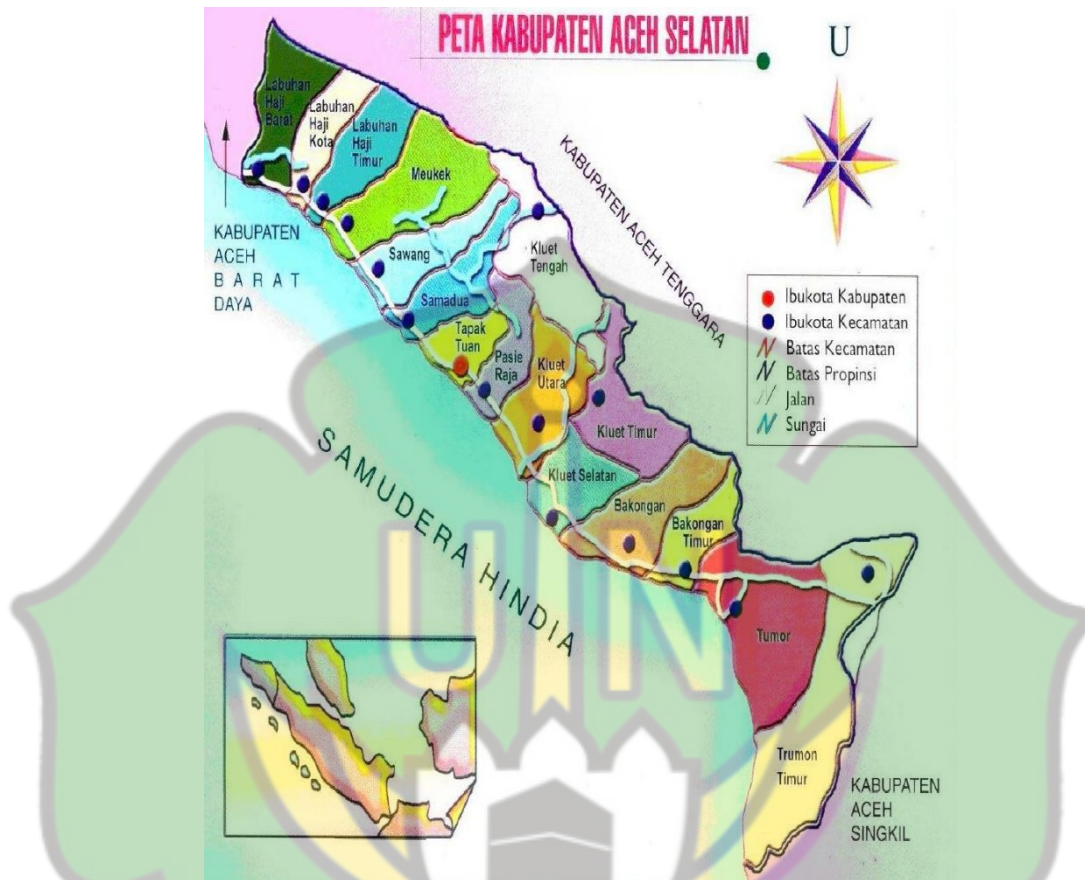 PETA KABUPATEN ACEH SELATAN
U
Labuhan
Haji
Barat
Labuhan
Haji
Kota
Labuhan
Haji
Timur
Meukek
KABUPATEN ACEH TENGGARA
KABUPATEN
ACEH
BARAT
DAYA
Sawang
Kluet
Tengah
Samadua
Tapak
Tuan
Pasie
Raja
Kluet
Utara
Kluet Timur
Ibukota Kabupaten
Ibukota Kecamatan
Batas Kecamatan
Batas Propinsi
Jalan
Sungai
SAMUDERA HINDIA
Kluet Selatan
Bakongan
Bakongan
Timur
Tumor
Trumon
Timur
KABUPATEN
ACEH
SINGKIL
UIN